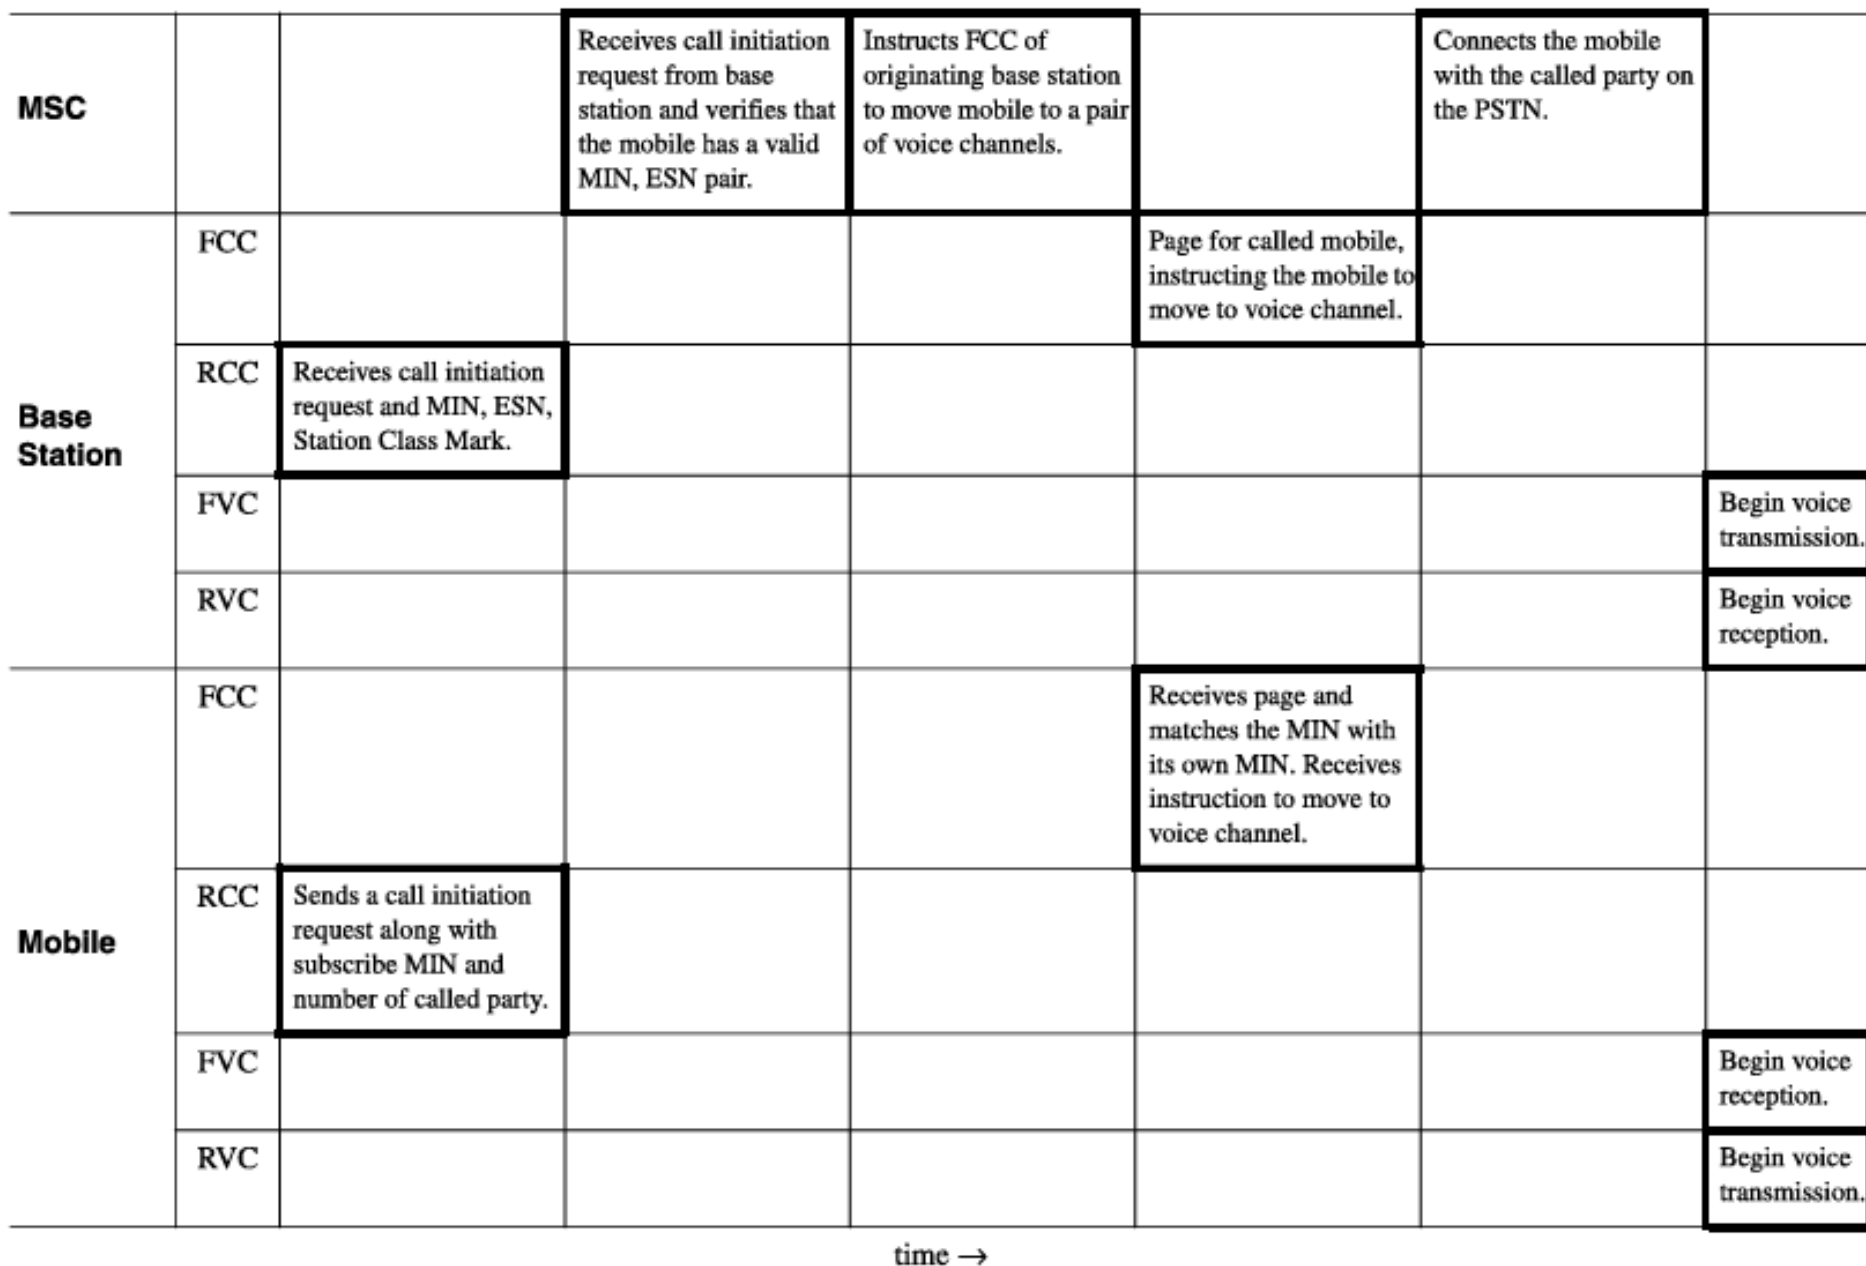 MSC
Receives call initiation
request from base
station and verifies that
the mobile has a valid
MIN, ESN pair.
Instructs FCC of
originating base station
to move mobile to a pair
of voice channels.
Connects the mobile
with the called party on
the PSTN.
Base
Station
FCC
Page for called mobile,
instructing the mobile to
move to voice channel.
RCC
Receives call initiation
request and MIN, ESN,
Station Class Mark.
FVC
Begin voice
transmission.
RVC
Begin voice
reception.
Mobile
FCC
Receives page and
matches the MIN with
its own MIN. Receives
instruction to move to
voice channel.
RCC
Sends a call initiation
request along with
subscribe MIN and
number of called party.
FVC
Begin voice
reception.
RVC
Begin voice
transmission.
time →